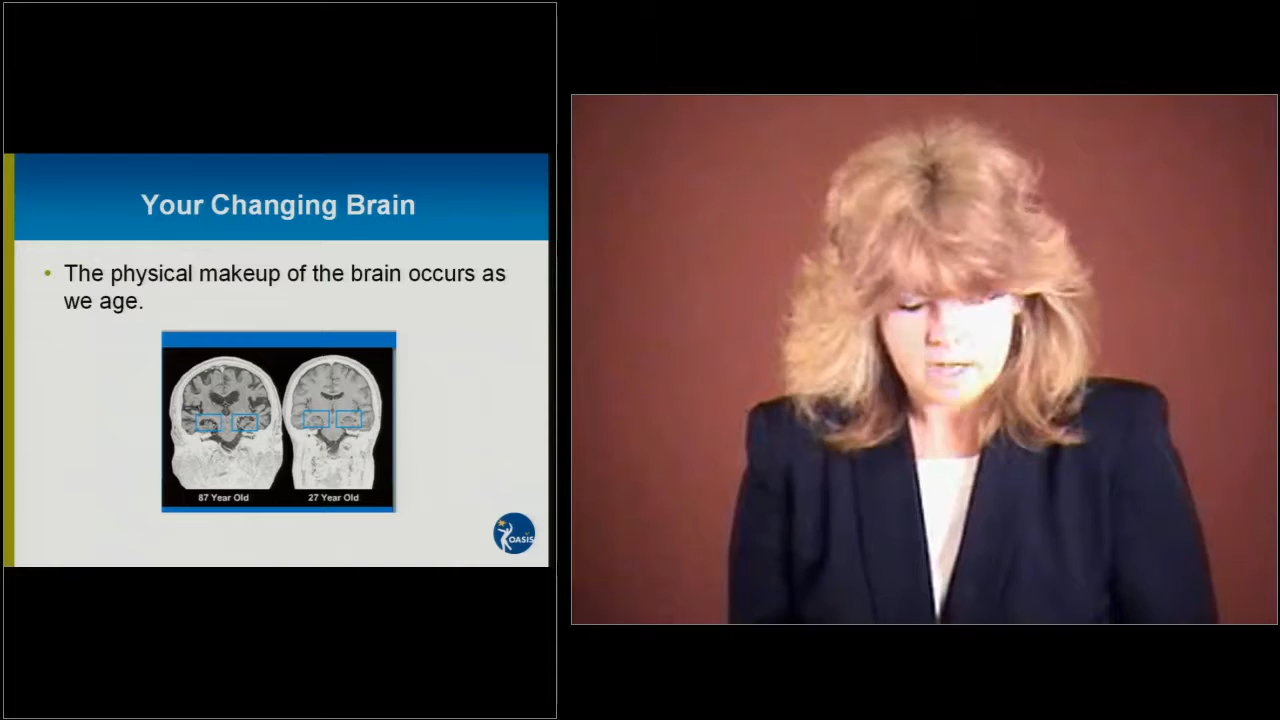 Your Changing Brain
• The physical makeup of the brain occurs as
we age.
87 Year Old
27 Year Old
OASIS